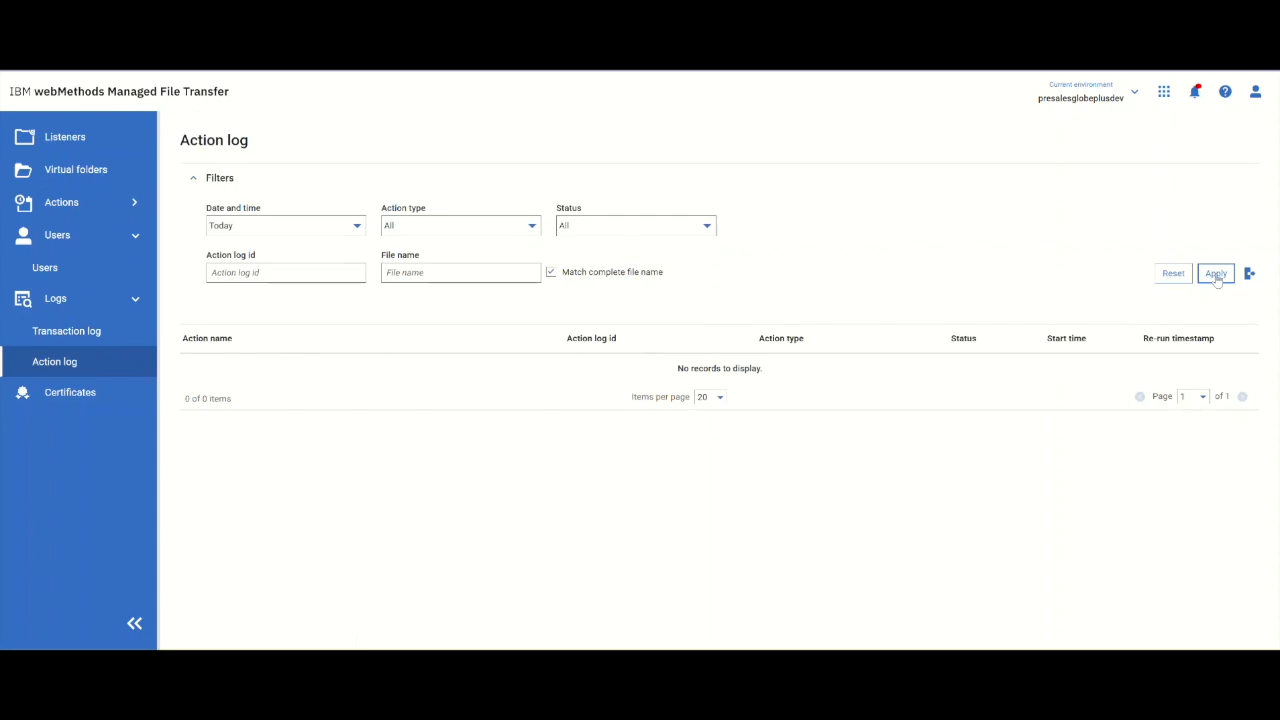 IBM webMethods Managed File Transfer
Current environment
presalesglobeplusdev
Listeners
Virtual folders
Actions
Users
Users
Logs
Transaction log
Action log
Certificates
Action log
Filters
Date and time
Action type
Status
Today
All
All
Action log id
File name
Action log id
File name
Match complete file name
Reset
Apply
Action name
Action log id
Action type
Status
Start time
Re-run timestamp
No records to display.
0 of 0 items
Items per page
20
Page
1
of 1